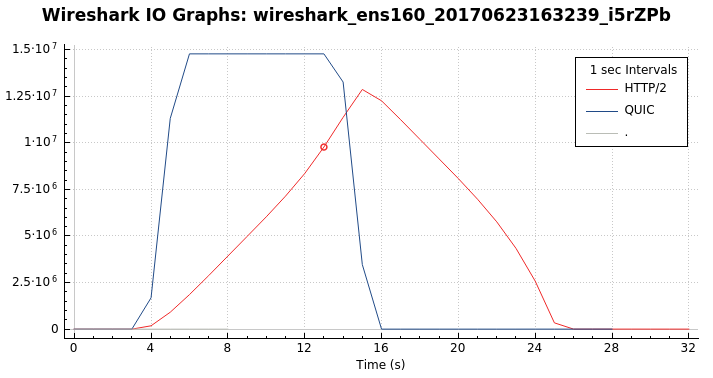 Wireshark IO Graphs: wireshark_ens160_20170623163239_i5rZPb
1.5·10⁷
1.25·10⁷
1·10⁷
7.5·10⁶
5·10⁶
2.5·10⁶
0
1 sec Intervals
HTTP/2
QUIC
.
0 4 8 12 16 20 24 28 32
Time (s)